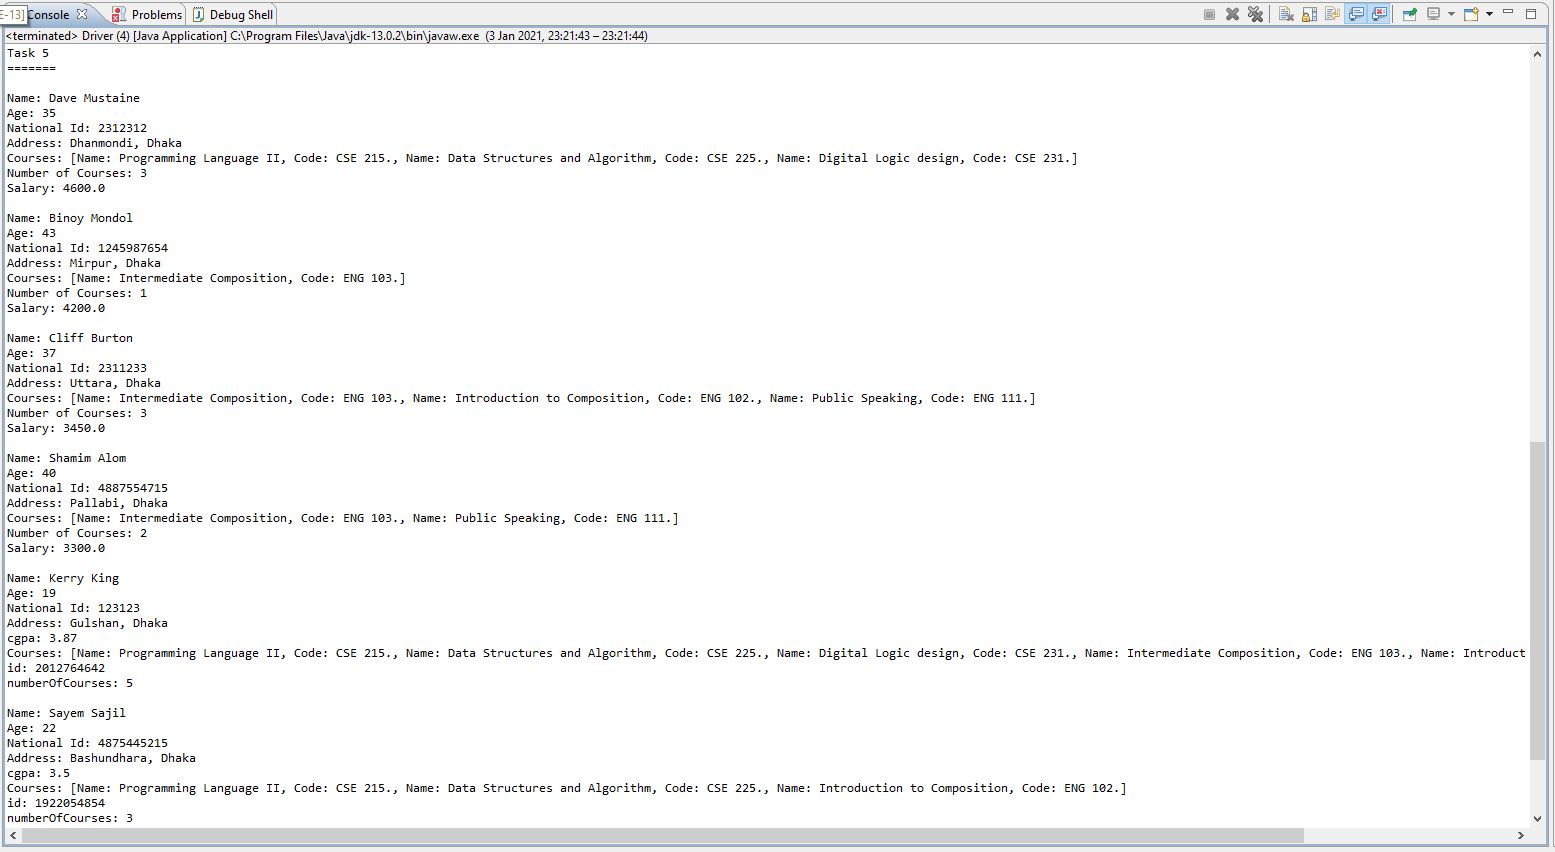 E-13]
Console
Problems
Debug Shell
<terminated> Driver (4) [Java Application] C:\Program Files\Java\jdk-13.0.2\bin\javaw.exe (3 Jan 2021, 23:21:43 – 23:21:44)
Task 5
=======
Name: Dave Mustaine
Age: 35
National Id: 2312312
Address: Dhanmondi, Dhaka
Courses: [Name: Programming Language II, Code: CSE 215., Name: Data Structures and Algorithm, Code: CSE 225., Name: Digital Logic design, Code: CSE 231.]
Number of Courses: 3
Salary: 4600.0
Name: Binoy Mondol
Age: 43
National Id: 1245987654
Address: Mirpur, Dhaka
Courses: [Name: Intermediate Composition, Code: ENG 103.]
Number of Courses: 1
Salary: 4200.0
Name: Cliff Burton
Age: 37
National Id: 2311233
Address: Uttara, Dhaka
Courses: [Name: Intermediate Composition, Code: ENG 103., Name: Introduction to Composition, Code: ENG 102., Name: Public Speaking, Code: ENG 111.]
Number of Courses: 3
Salary: 3450.0
Name: Shamim Alom
Age: 40
National Id: 4887554715
Address: Pallabi, Dhaka
Courses: [Name: Intermediate Composition, Code: ENG 103., Name: Public Speaking, Code: ENG 111.]
Number of Courses: 2
Salary: 3300.0
Name: Kerry King
Age: 19
National Id: 123123
Address: Gulshan, Dhaka
cgpa: 3.87
Courses: [Name: Programming Language II, Code: CSE 215., Name: Data Structures and Algorithm, Code: CSE 225., Name: Digital Logic design, Code: CSE 231., Name: Intermediate Composition, Code: ENG 103., Name: Introduct
id: 2012764642
numberOfCourses: 5
Name: Sayem Sajil
Age: 22
National Id: 4875445215
Address: Bashundhara, Dhaka
cgpa: 3.5
Courses: [Name: Programming Language II, Code: CSE 215., Name: Data Structures and Algorithm, Code: CSE 225., Name: Introduction to Composition, Code: ENG 102.]
id: 1922054854
numberOfCourses: 3